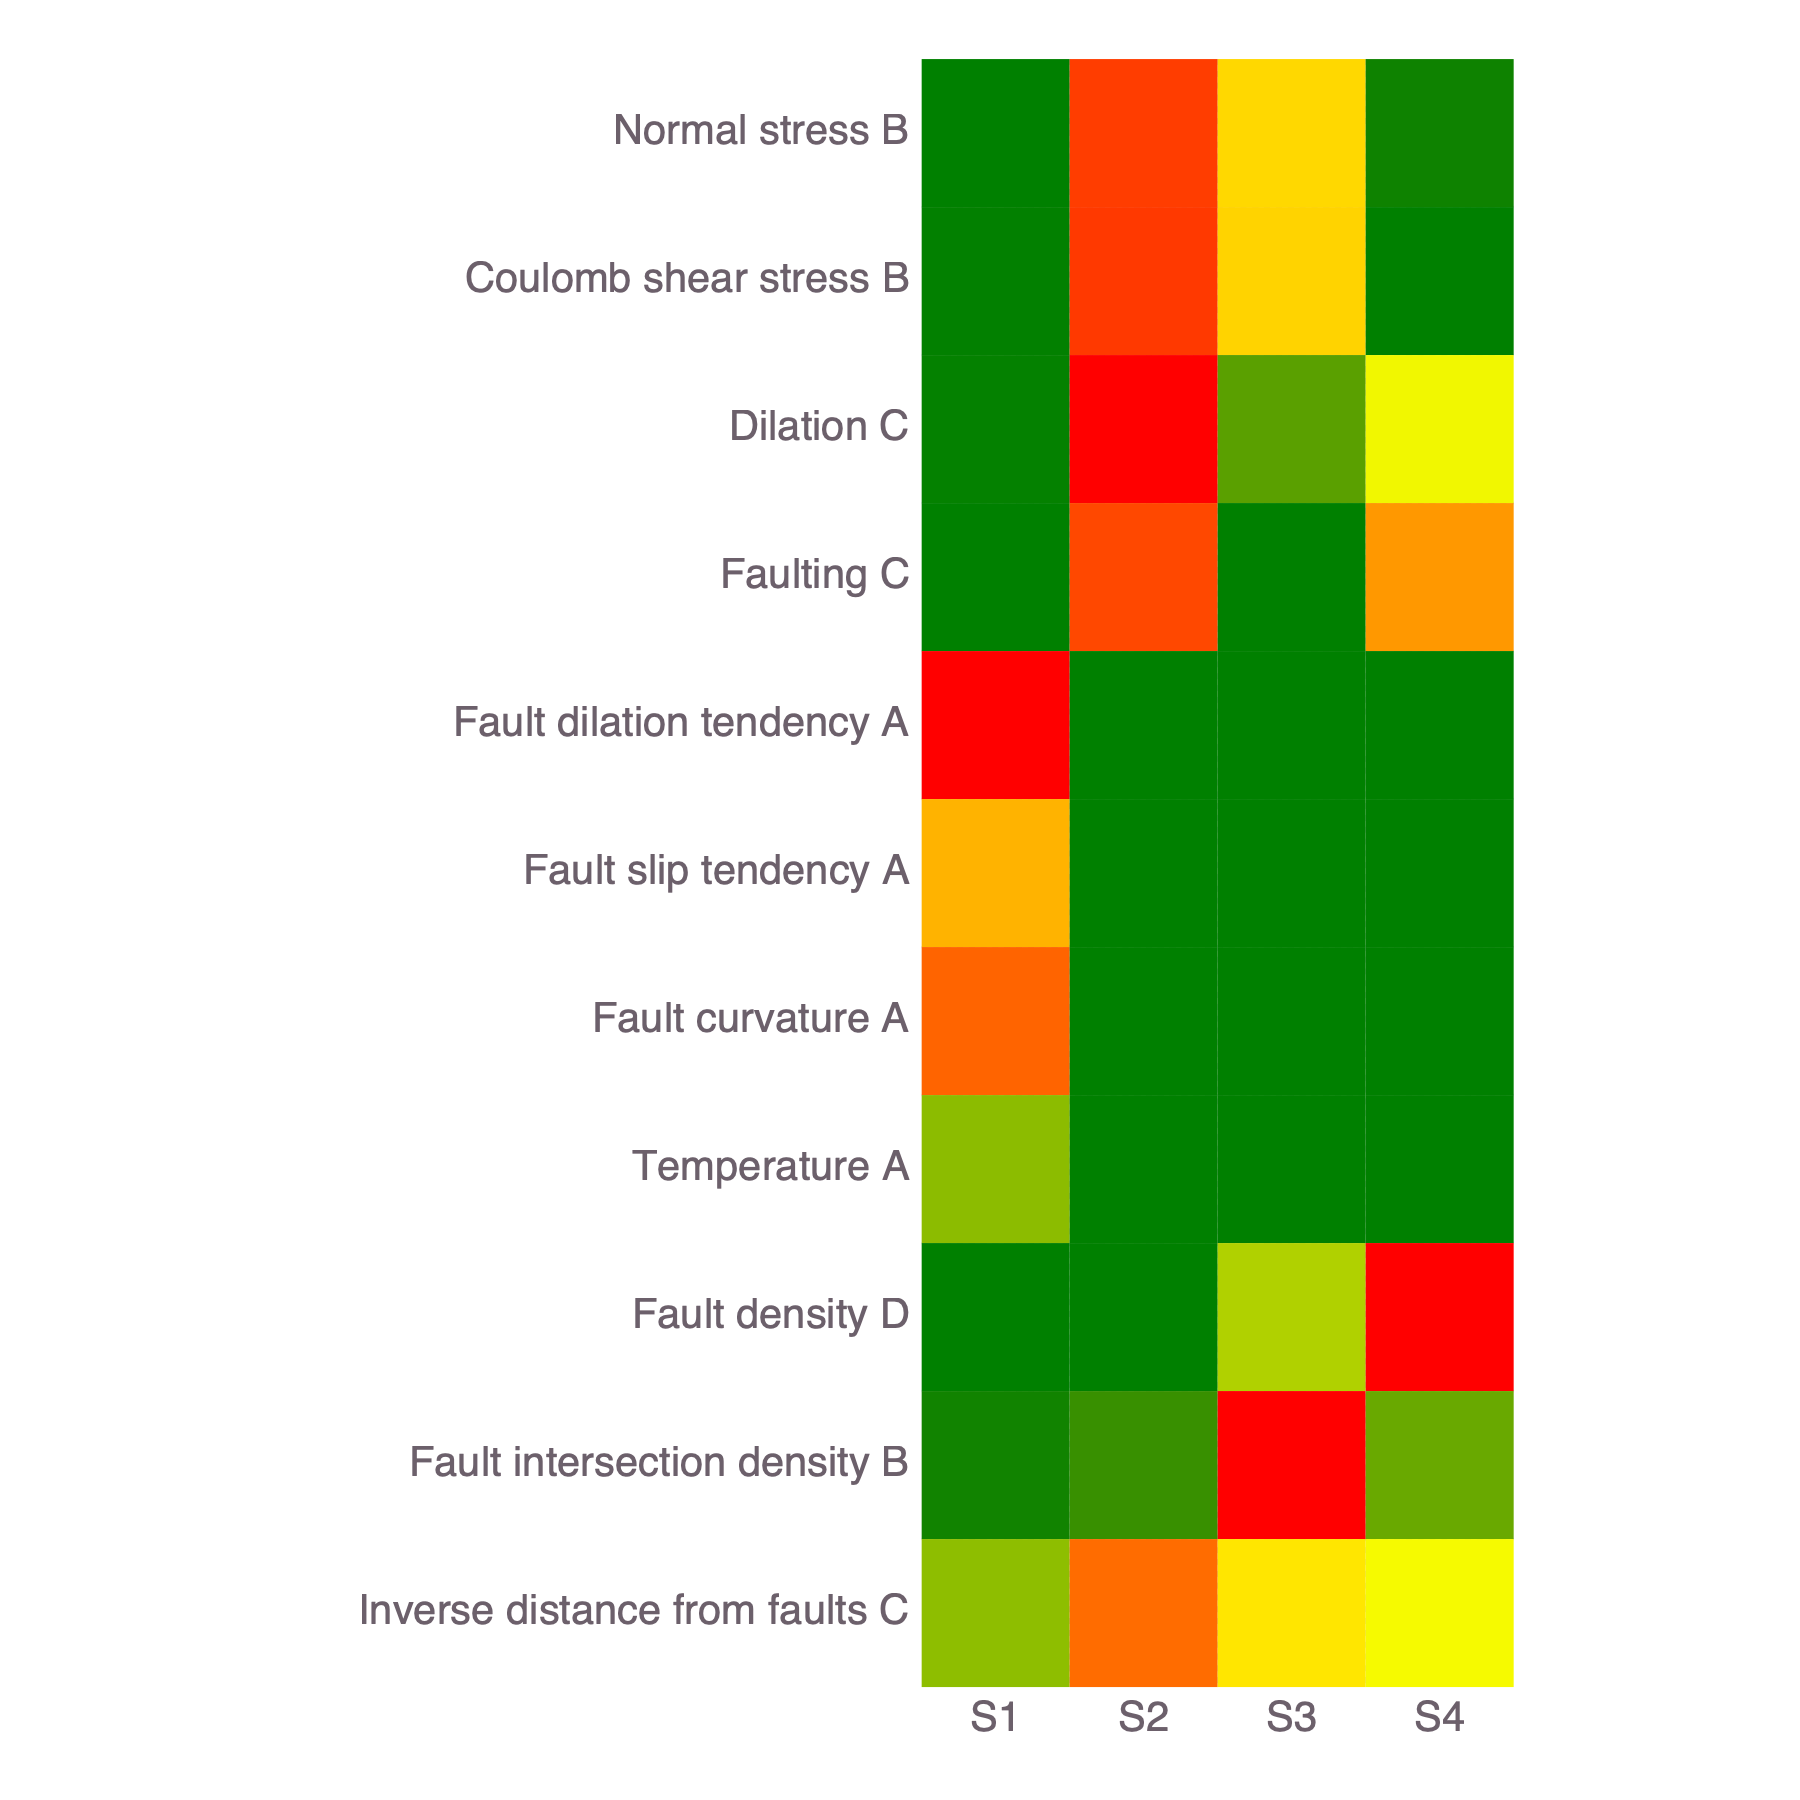 Normal stress B
Coulomb shear stress B
Dilation C
Faulting C
Fault dilation tendency A
Fault slip tendency A
Fault curvature A
Temperature A
Fault density D
Fault intersection density B
Inverse distance from faults C
S1 S2 S3 S4